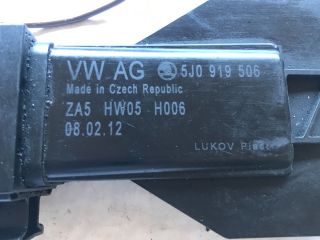 VW AG 5J0 919 506
Made in Czech Republic
ZA5 HW05 H006
08.02.12
LUKOV